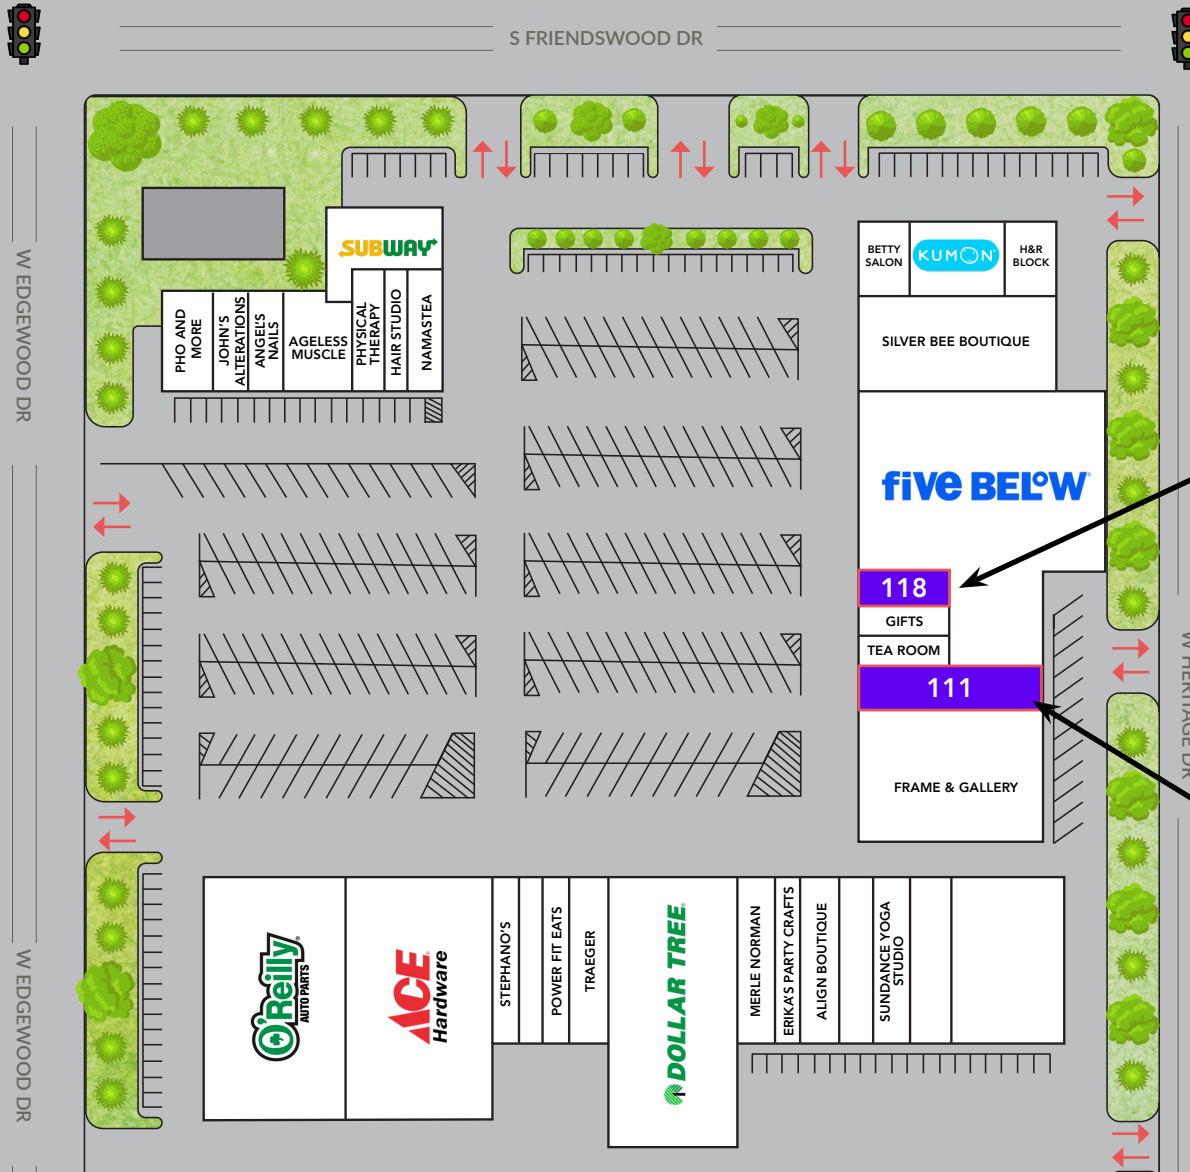 S FRIENDSWOOD DR
W EDGEWOOD DR
SUBWAY
PHO AND
MORE
JOHN'S
ALTERATIONS
ANGEL'S
NAILS
AGELESS
MUSCLE
PHYSICAL
THERAPY
HAIR STUDIO
NAMASTEA
BETTY
SALON
KUMON
H&R
BLOCK
SILVER BEE BOUTIQUE
five BELOW
118
GIFTS
TEA ROOM
111
FRAME & GALLERY
W HERITAGE DR
W EDGEWOOD DR
O'Reilly
AUTO PARTS
ACE
Hardware
STEPHANO'S
POWER FIT EATS
TRAEGER
DOLLAR TREE
MERLE NORMAN
ERIKA'S PARTY CRAFTS
ALIGN BOUTIQUE
SUNDANCE YOGA
STUDIO